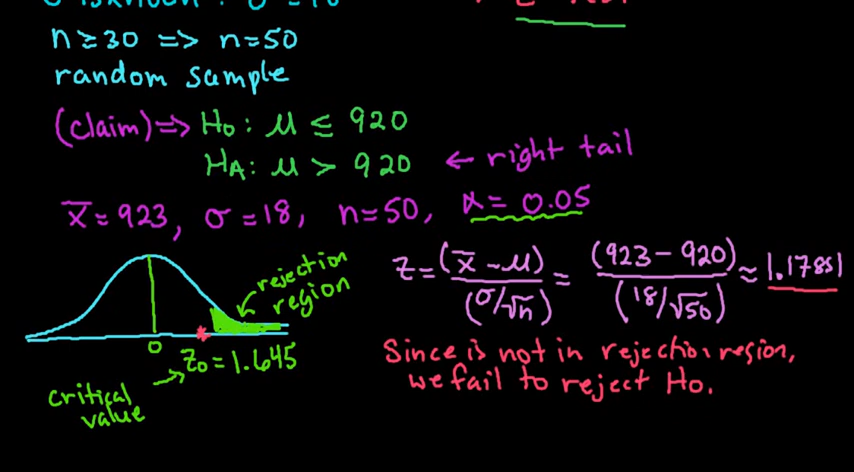 n ≥ 30 => n=50
random sample
(claim) => H₀: μ ≤ 920
Hᴀ: μ > 920 ← right tail
x̅ = 923, σ = 18, n = 50, α = 0.05
rejection
region
z = (x̅ - μ) / (σ/√n) = (923 - 920) / (18/√50) ≈ 1.17851
0
z₀ = 1.645
critical
value
Since is not in rejection region,
we fail to reject H₀.